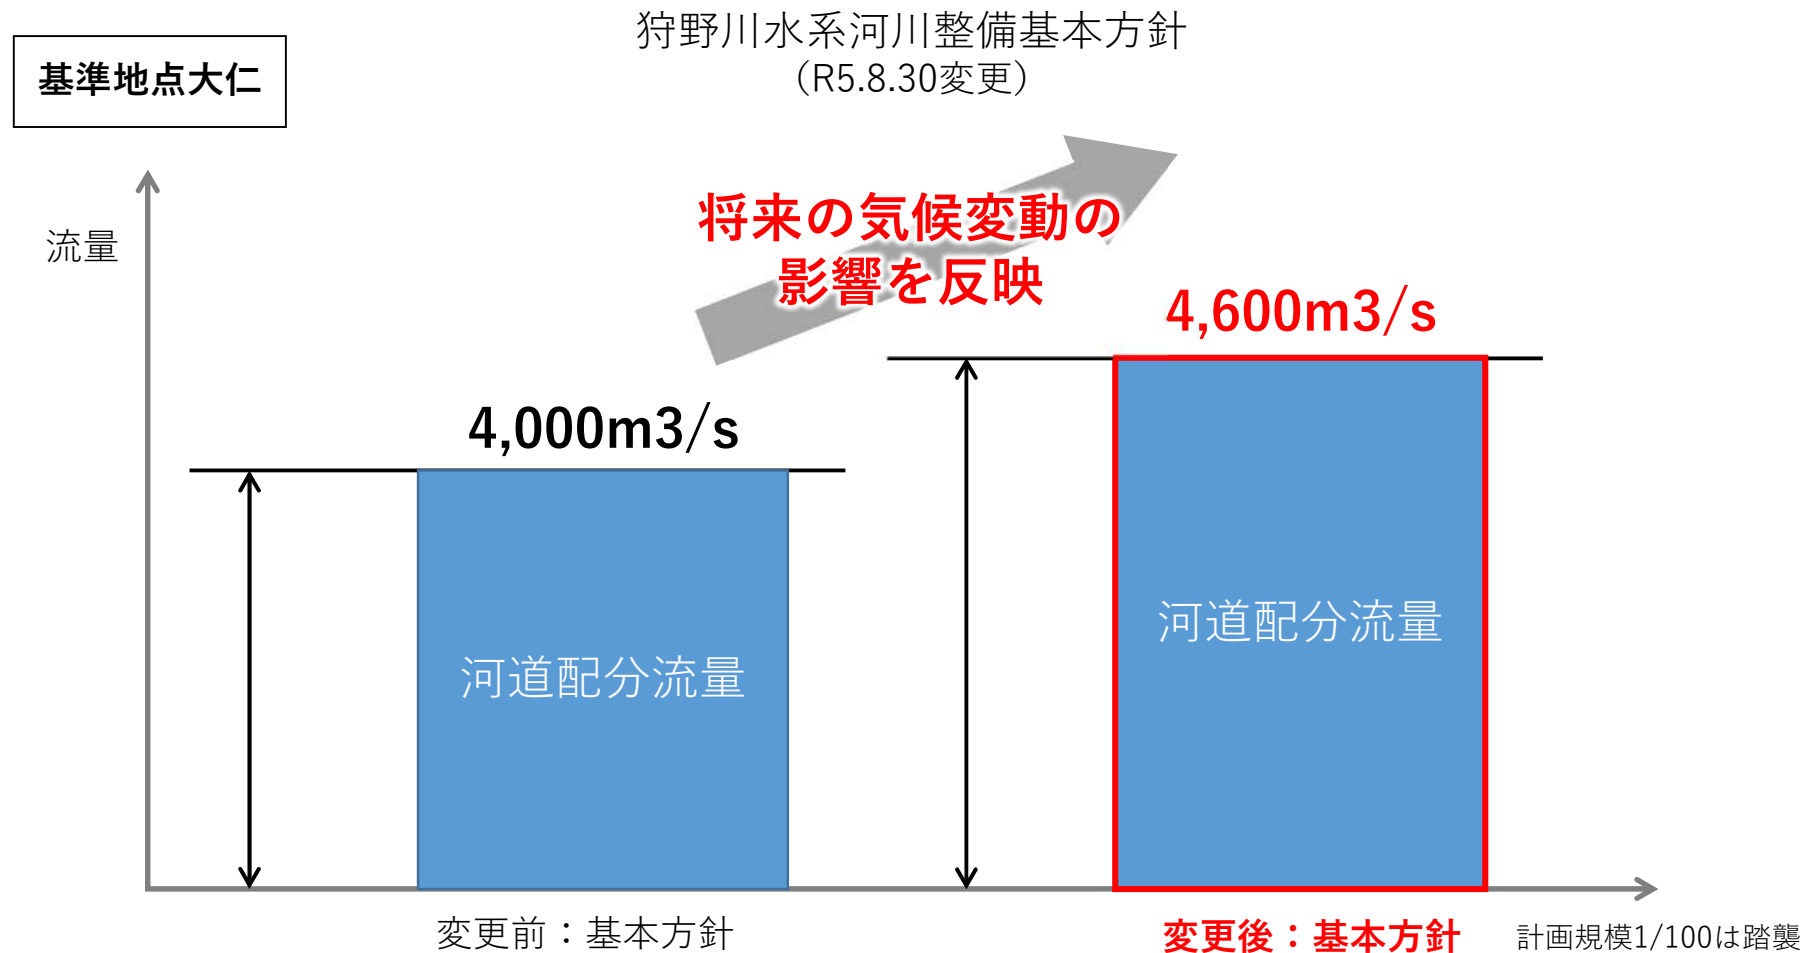 狩野川水系河川整備基本方針
（R5.8.30変更）
基準地点大仁
流量
将来の気候変動の
影響を反映
4,600m3/s
4,000m3/s
河道配分流量
河道配分流量
変更前：基本方針
変更後：基本方針
計画規模1/100は踏襲